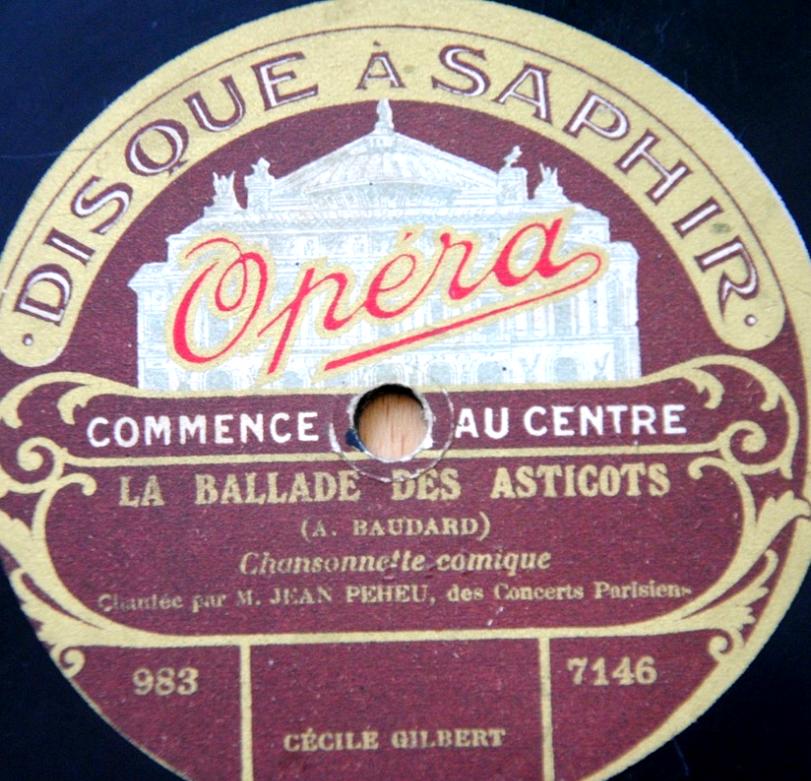 DISQUE À SAPHIR
Opéra
COMMENCE AU CENTRE
LA BALLADE DES ASTICOTS
(A. BAUDARD)
Chansonnette comique
Chantée par M. JEAN PEHEU, des Concerts Parisiens
983
7146
CÉCILE GILBERT